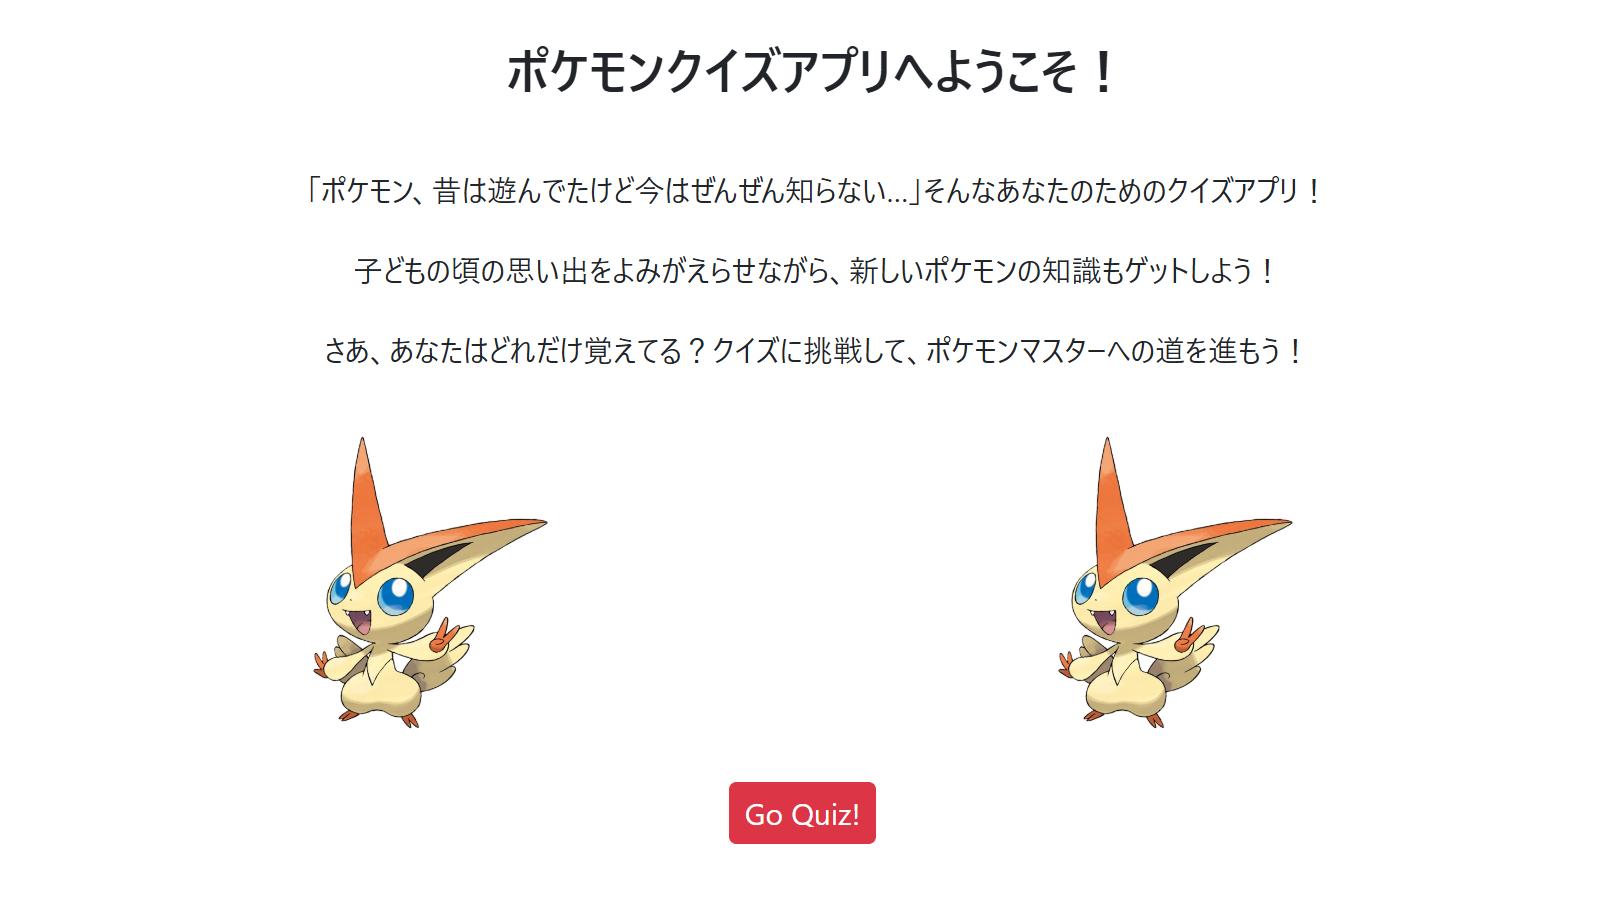 ポケモンクイズアプリへようこそ！
「ポケモン、昔は遊んでたけど今はぜんぜん知らない...」そんなあなたのためのクイズアプリ！
子どもの頃の思い出をよみがえらせながら、新しいポケモンの知識もゲットしよう！
さあ、あなたはどれだけ覚えてる？クイズに挑戦して、ポケモンマスターへの道を進もう！
Go Quiz!